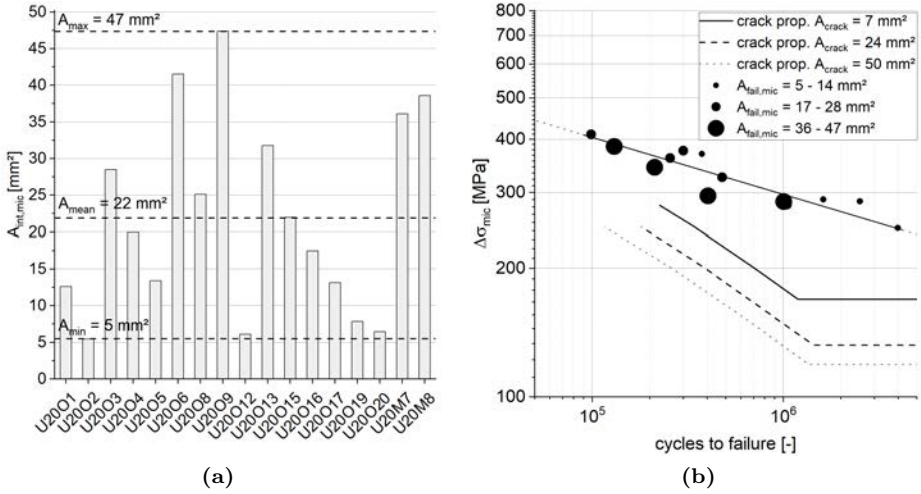 50
45
40
35
30
25
20
15
10
5
0
A_int,mic [mm²]
A_max = 47 mm²
A_mean = 22 mm²
A_min = 5 mm²
U20O1
U20O2
U20O3
U20O4
U20O5
U20O6
U20O8
U20O9
U20O12
U20O13
U20O15
U20O16
U20O17
U20O19
U20O20
U20M7
U20M8
(a)
800
700
600
500
400
300
200
100
Δσ_mic [MPa]
crack prop. A_crack = 7 mm²
crack prop. A_crack = 24 mm²
crack prop. A_crack = 50 mm²
A_fail,mic = 5 - 14 mm²
A_fail,mic = 17 - 28 mm²
A_fail,mic = 36 - 47 mm²
10⁵
10⁶
cycles to failure [-]
(b)